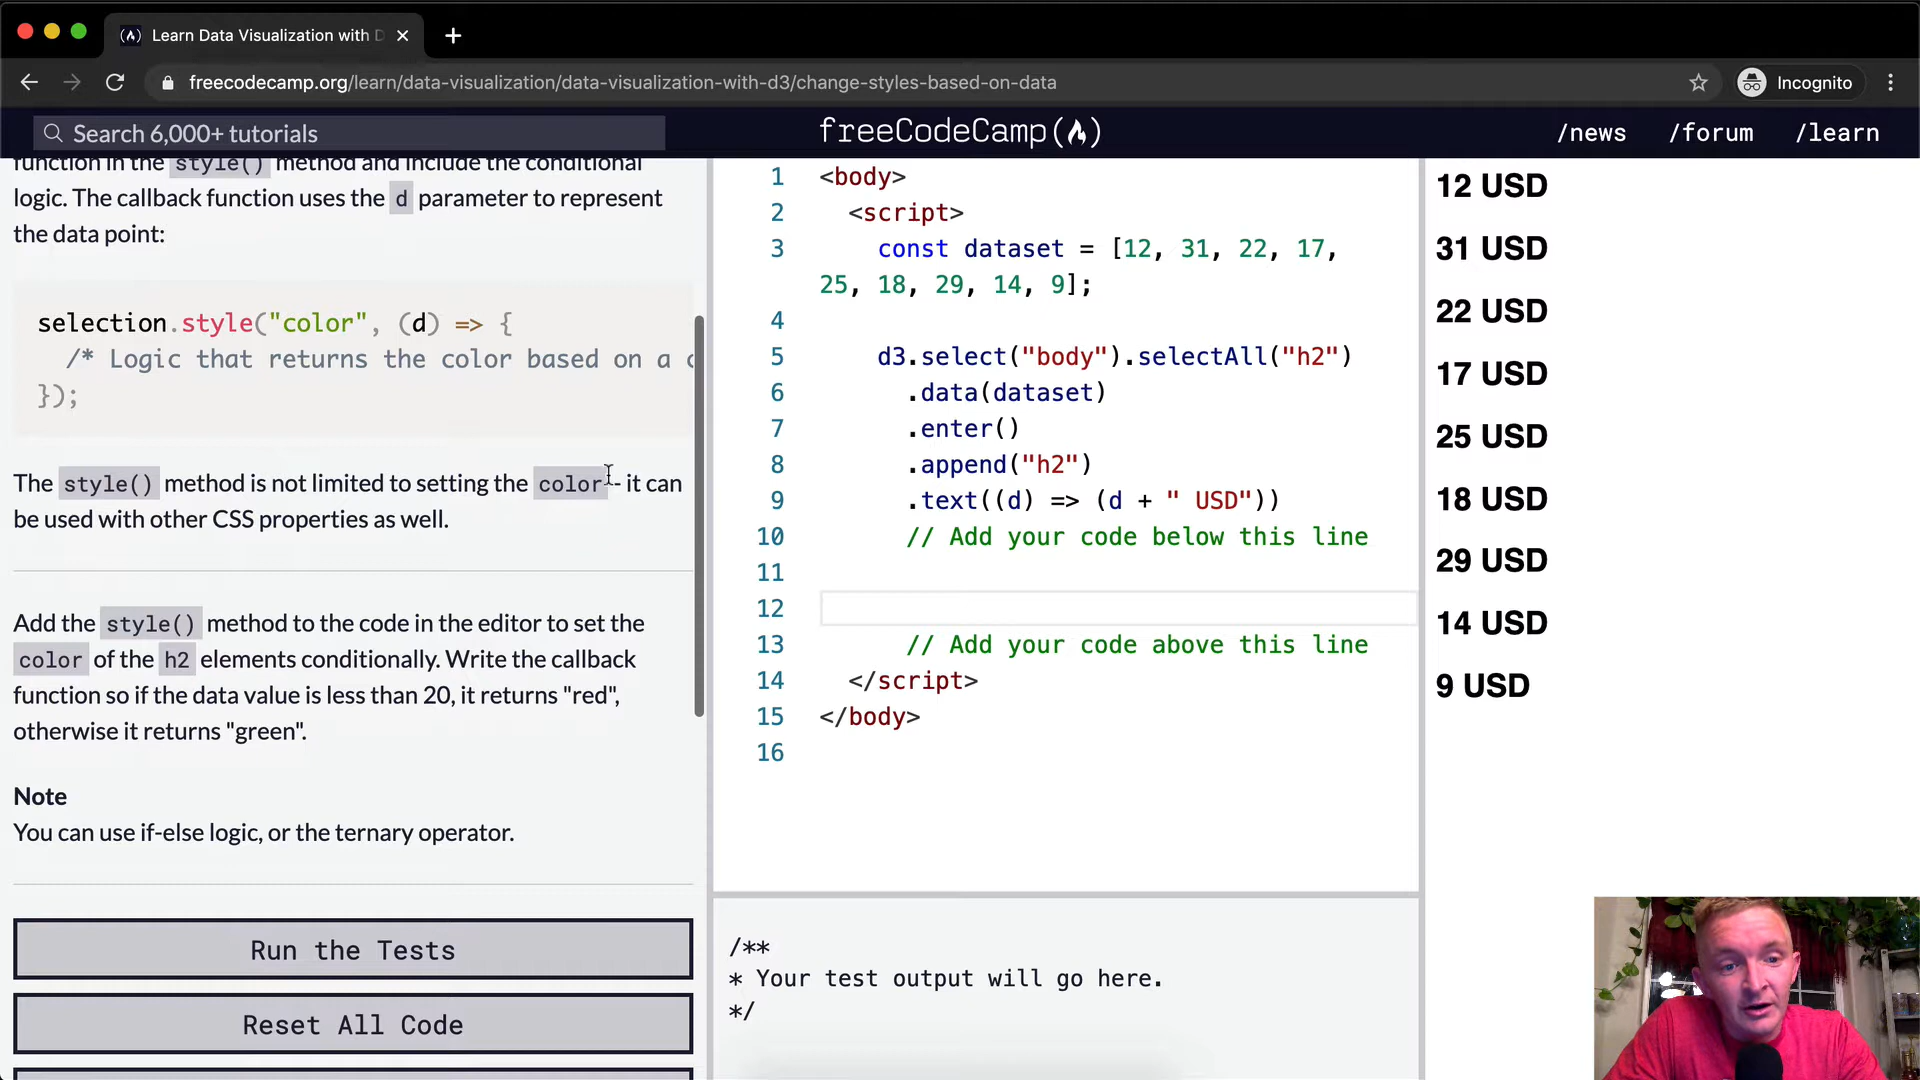 Learn Data Visualization with D
freecodecamp.org/learn/data-visualization/data-visualization-with-d3/change-styles-based-on-data
Incognito
Search 6,000+ tutorials
freeCodeCamp
/news
/forum
/learn
function in the style() method and include the conditional
logic. The callback function uses the d parameter to represent
the data point:
selection.style("color", (d) => {
/* Logic that returns the color based on a c
});
The style() method is not limited to setting the color - it can
be used with other CSS properties as well.
Add the style() method to the code in the editor to set the
color of the h2 elements conditionally. Write the callback
function so if the data value is less than 20, it returns "red",
otherwise it returns "green".
Note
You can use if-else logic, or the ternary operator.
Run the Tests
Reset All Code
1 <body>
2 <script>
3 const dataset = [12, 31, 22, 17,
25, 18, 29, 14, 9];
4
5 d3.select("body").selectAll("h2")
6 .data(dataset)
7 .enter()
8 .append("h2")
9 .text((d) => (d + " USD"))
10 // Add your code below this line
11
12
13 // Add your code above this line
14 </script>
15 </body>
16
/**
* Your test output will go here.
*/
12 USD
31 USD
22 USD
17 USD
25 USD
18 USD
29 USD
14 USD
9 USD